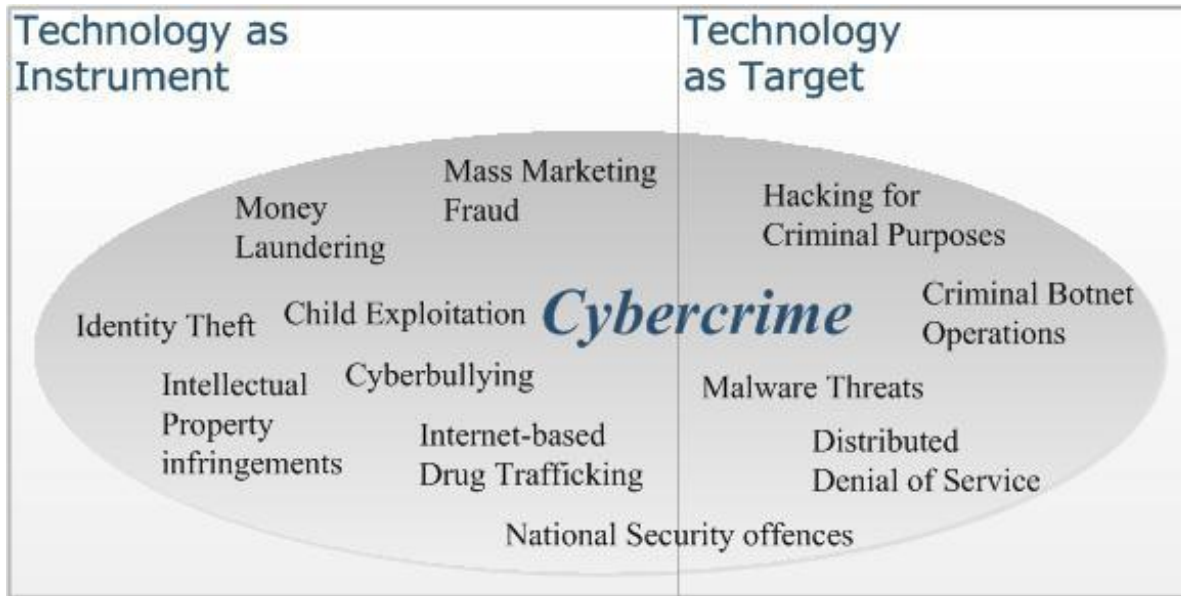 Technology as
Instrument
Technology
as Target
Mass Marketing
Fraud
Money
Laundering
Hacking for
Criminal Purposes
Identity Theft
Child Exploitation
Cybercrime
Criminal Botnet
Operations
Intellectual
Property
infringements
Cyberbullying
Malware Threats
Internet-based
Drug Trafficking
Distributed
Denial of Service
National Security offences